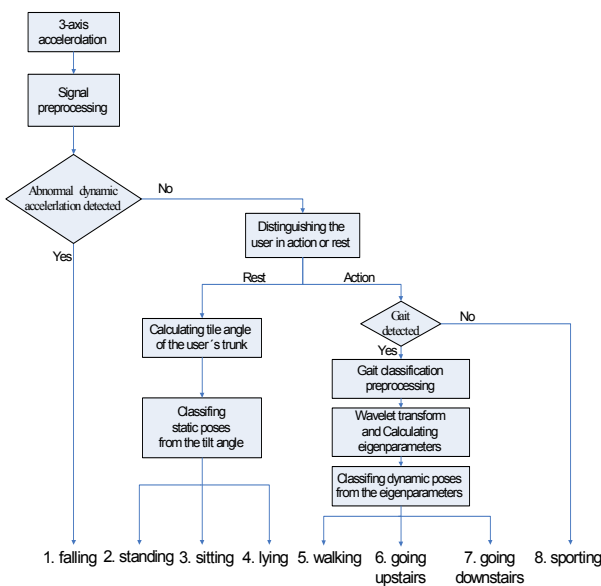 3-axis
accelerolation
Signal
preprocessing
Abnormal dynamic
accelerlation detected
No
Yes
Distinguishing the
user in action or rest
Rest
Action
Calculating tile angle
of the user´s trunk
Gait
detected
No
Yes
Gait classification
preprocessing
Classifing
static poses
from the tilt angle
Wavelet transform
and Calculating
eigenparameters
Classifing dynamic poses
from the eigenparameters
1. falling
2. standing
3. sitting
4. lying
5. walking
6. going
upstairs
7. going
downstairs
8. sporting